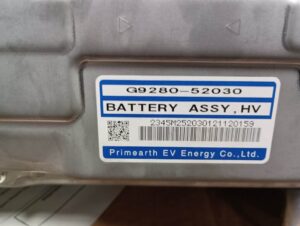 G9280-52030
BATTERY ASSY, HV
2345M252030121120159
Primearth EV Energy Co., Ltd.